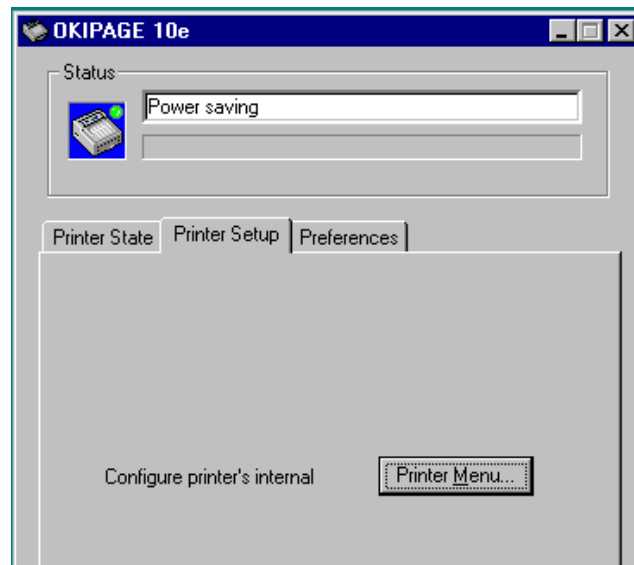 OKIPAGE 10e
Status
Power saving
Printer State Printer Setup Preferences
Configure printer's internal Printer Menu...